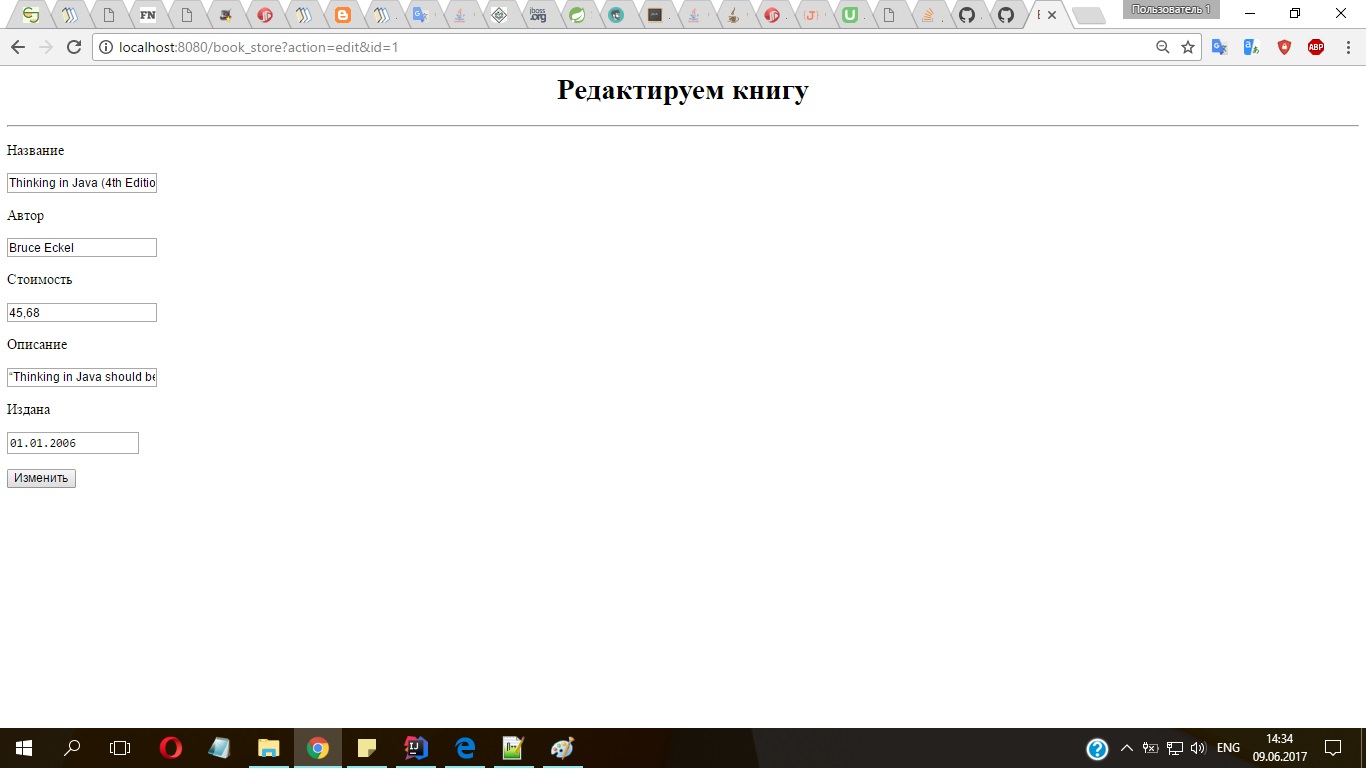 Пользователь 1
localhost:8080/book_store?action=edit&id=1
Редактируем книгу
Название
Thinking in Java (4th Editio
Автор
Bruce Eckel
Стоимость
45,68
Описание
“Thinking in Java should be
Издана
01.01.2006
Изменить
ENG
14:34
09.06.2017